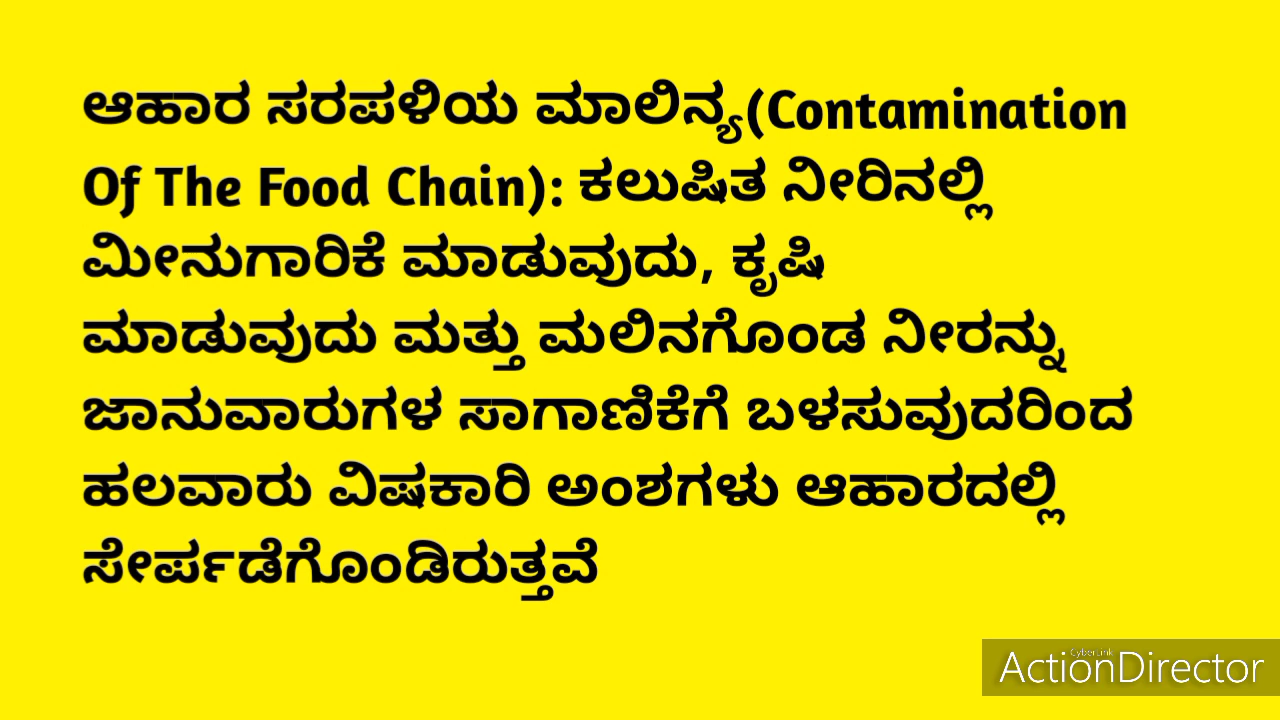 ಆಹಾರ ಸರಪಳಿಯ ಮಾಲಿನ್ಯ(Contamination
Of The Food Chain): ಕಲುಷಿತ ನೀರಿನಲ್ಲಿ
ಮೀನುಗಾರಿಕೆ ಮಾಡುವುದು, ಕೃಷಿ
ಮಾಡುವುದು ಮತ್ತು ಮಲಿನಗೊಂಡ ನೀರನ್ನು
ಜಾನುವಾರುಗಳ ಸಾಗಾಣಿಕೆಗೆ ಬಳಸುವುದರಿಂದ
ಹಲವಾರು ವಿಷಕಾರಿ ಅಂಶಗಳು ಆಹಾರದಲ್ಲಿ
ಸೇರ್ಪಡೆಗೊಂಡಿರುತ್ತವೆ
CyberLink
ActionDirector